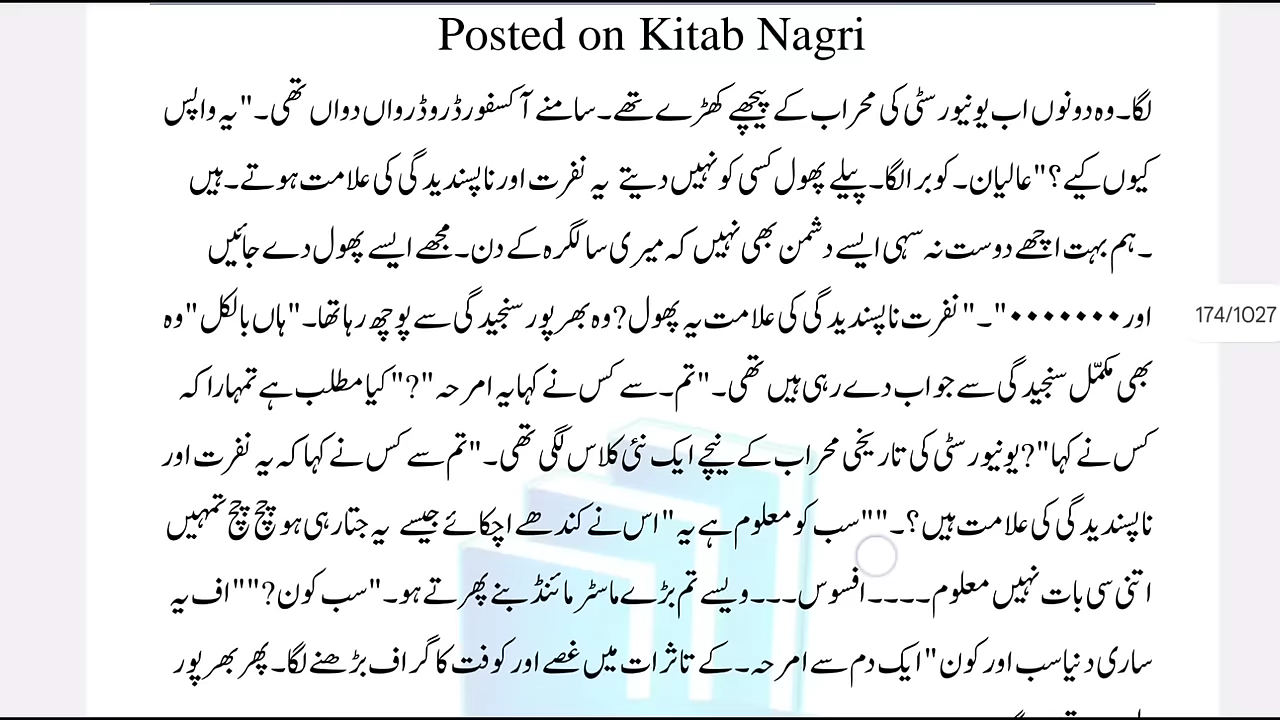 Posted on Kitab Nagri
لگا۔وہ دونوں اب یونیورسٹی کی محراب کے پیچھے کھڑے تھے۔سامنے آکسفورڈ روڈ رواں دواں تھی۔"یہ واپس
کیوں کیے؟"عالیان۔کو برا لگا۔پیلے پھول کسی کو نہیں دیتے یہ نفرت اور ناپسندیدگی کی علامت ہوتے۔ہیں
۔ہم بہت اچھے دوست نہ سہی ایسے دشمن بھی نہیں کہ میری سالگرہ کے دن۔مجھے ایسے پھول دے جائیں
اور۰۰۰۰۰۰۰"۔"نفرت ناپسندیدگی کی علامت یہ پھول?وہ بھرپور سنجیدگی سے پوچھ رہا تھا۔"ہاں بالکل"وہ
174/1027
بھی مکمّل سنجیدگی سے جواب دے رہی ہیں تھی۔"تم۔سے کس نے کہا یہ امرحہ"?"کیا مطلب ہے تمہارا کہ
کس نے کہا"?یونیورسٹی کی تاریخی محراب کے نیچے ایک نئی کلاس لگی تھی۔"تم سے کس نے کہا کہ یہ نفرت اور
ناپسندیدگی کی علامت ہیں؟۔""سب کو معلوم ہے یہ"اس نے کندھے اچکائے جیسے یہ جتا رہی ہو چچ چچ تمہیں
اتنی سی بات نہیں معلوم۔۔۔۔افسوس۔۔۔ویسے تم بڑے ماسٹر مائنڈ بنے پھرتے ہو۔"سب کون?""اف یہ
ساری دنیا سب اور کون"ایک دم سے امرحہ۔کے تاثرات میں غصے اور کوفت کا گراف بڑھنے لگا۔پھر بھرپور